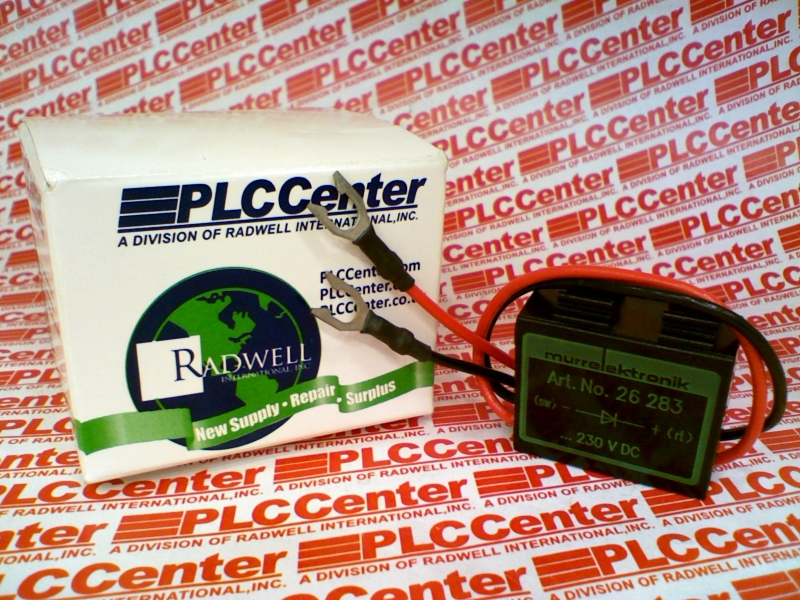 PLCCenter
A DIVISION OF RADWELL INTERNATIONAL, INC.
PLCCenter.com
PLCCenter.
PLCCenter.co.
RADWELL
INTERNATIONAL, INC.
New Supply • Repair • Surplus
murrelektronik
Art. No. 26 283
(sw) - + (rt)
... 230 V DC
PLCCenter
A DIVISION OF RADWELL INTERNATIONAL, INC.